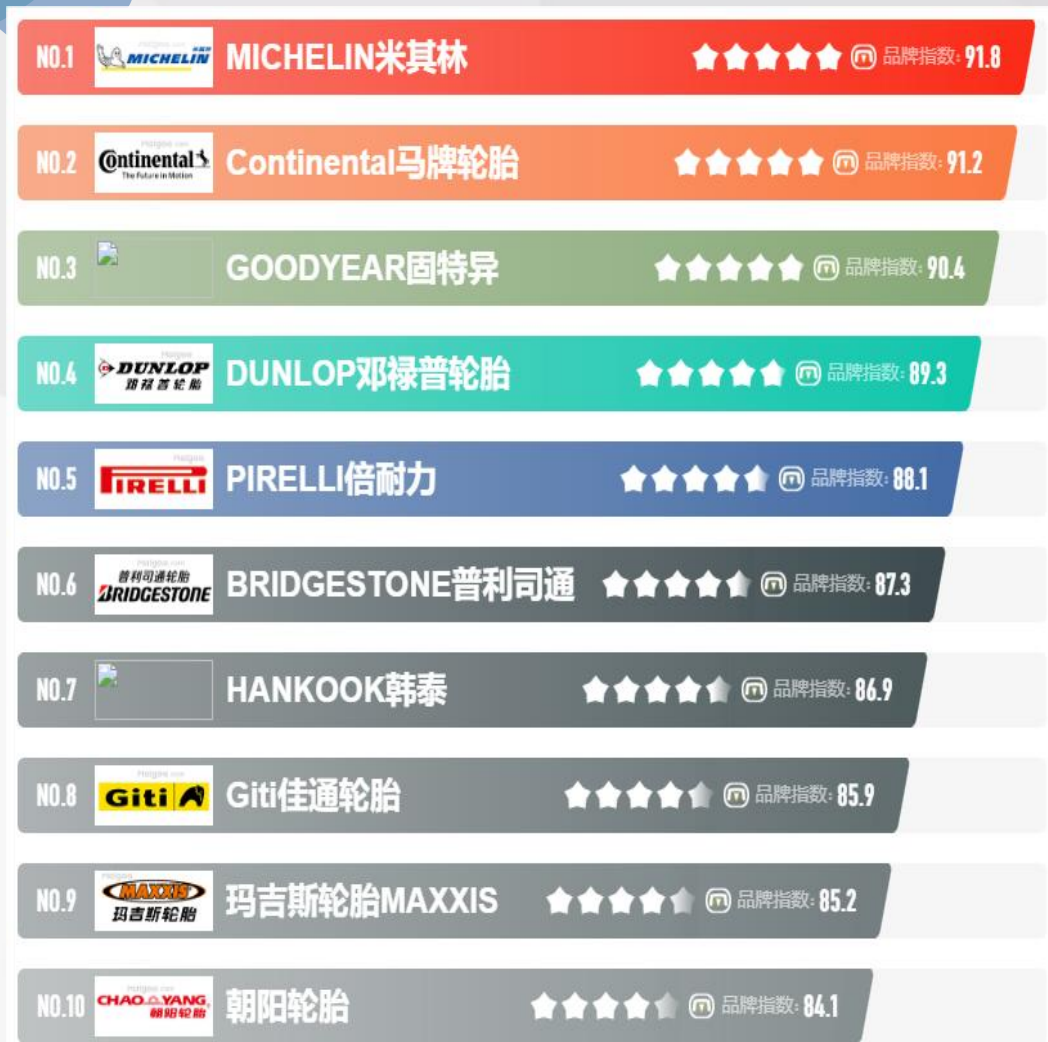 NO.1 MICHELIN 米其林 MICHELIN米其林 品牌指数: 91.8
NO.2 Continental The Future in Motion Continental马牌轮胎 品牌指数: 91.2
NO.3 GOODYEAR固特异 品牌指数: 90.4
NO.4 DUNLOP 邓禄普轮胎 DUNLOP邓禄普轮胎 品牌指数: 89.3
NO.5 PIRELLI PIRELLI倍耐力 品牌指数: 88.1
NO.6 普利司通轮胎 BRIDGESTONE BRIDGESTONE普利司通 品牌指数: 87.3
NO.7 HANKOOK韩泰 品牌指数: 86.9
NO.8 Giti Giti佳通轮胎 品牌指数: 85.9
NO.9 MAXXIS 玛吉斯轮胎 玛吉斯轮胎MAXXIS 品牌指数: 85.2
NO.10 CHAO YANG 朝阳轮胎 朝阳轮胎 品牌指数: 84.1